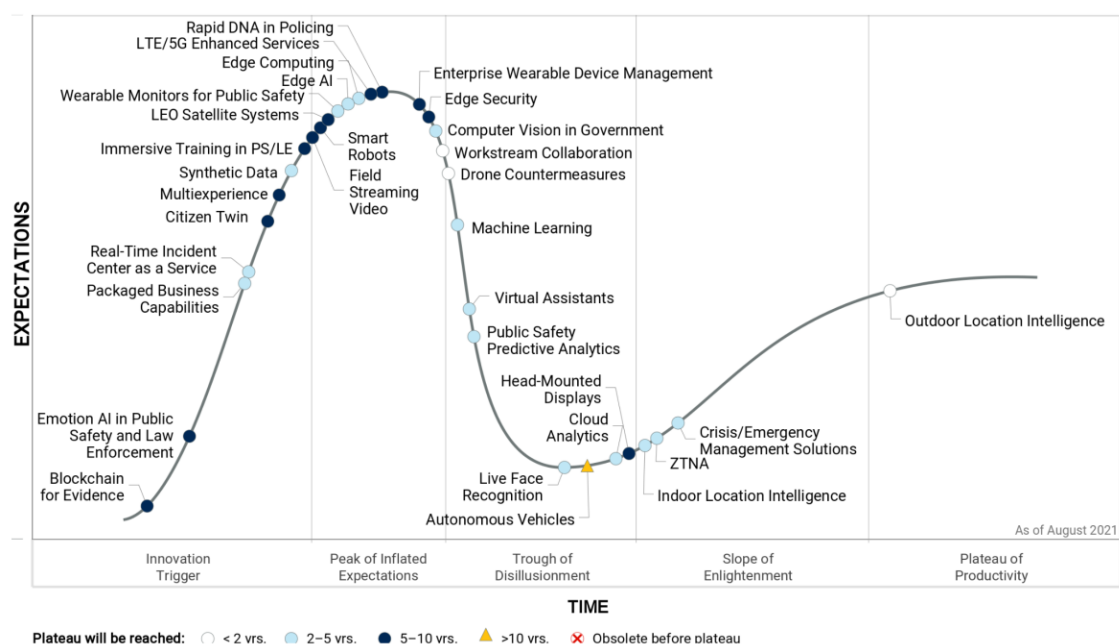 Rapid DNA in Policing
LTE/5G Enhanced Services
Edge Computing
Edge AI
Wearable Monitors for Public Safety
LEO Satellite Systems
Immersive Training in PS/LE
Synthetic Data
Multiexperience
Citizen Twin
Real-Time Incident
Center as a Service
Packaged Business
Capabilities
Emotion AI in Public
Safety and Law
Enforcement
Blockchain
for Evidence
Smart
Robots
Field
Streaming
Video
Enterprise Wearable Device Management
Edge Security
Computer Vision in Government
Workstream Collaboration
Drone Countermeasures
Machine Learning
Virtual Assistants
Public Safety
Predictive Analytics
Head-Mounted
Displays
Cloud
Analytics
Live Face
Recognition
Autonomous Vehicles
Crisis/Emergency
Management Solutions
ZTNA
Indoor Location Intelligence
Outdoor Location Intelligence
EXPECTATIONS
As of August 2021
Innovation
Trigger
Peak of Inflated
Expectations
Trough of
Disillusionment
Slope of
Enlightenment
Plateau of
Productivity
TIME
Plateau will be reached: < 2 yrs. 2–5 yrs. 5–10 yrs. >10 yrs. Obsolete before plateau